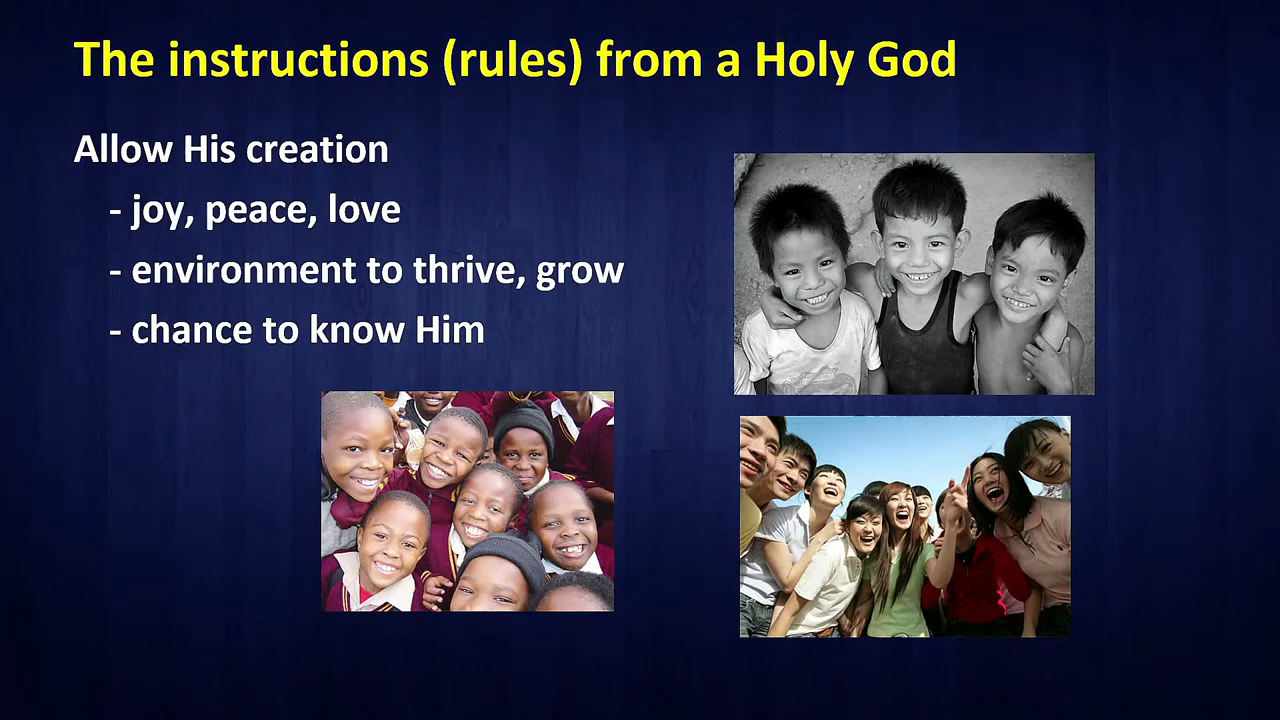 The instructions (rules) from a Holy God
Allow His creation
- joy, peace, love
- environment to thrive, grow
- chance to know Him